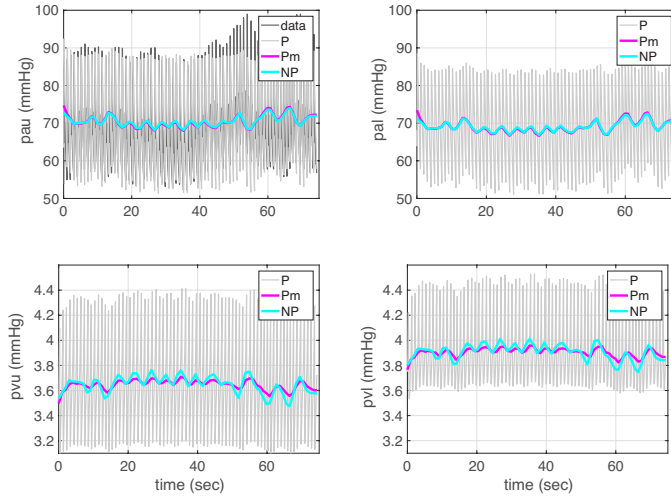 100
90
80
70
60
50
pau (mmHg)
0 20 40 60
data
P
Pm
NP
100
90
80
70
60
50
pal (mmHg)
0 20 40 60
P
Pm
NP
4.4
4.2
4
3.8
3.6
3.4
3.2
pvu (mmHg)
0 20 40 60
time (sec)
P
Pm
NP
4.4
4.2
4
3.8
3.6
3.4
3.2
pvl (mmHg)
0 20 40 60
time (sec)
P
Pm
NP